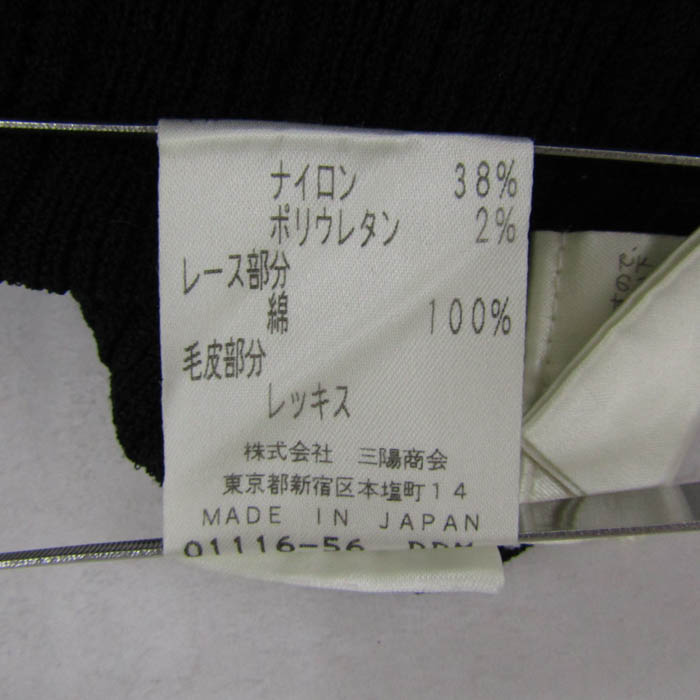 ナイロン 38%
ポリウレタン 2%
レース部分
綿 100%
毛皮部分
レッキス
株式会社 三陽商会
東京都新宿区本塩町14
MADE IN JAPAN
01116-56